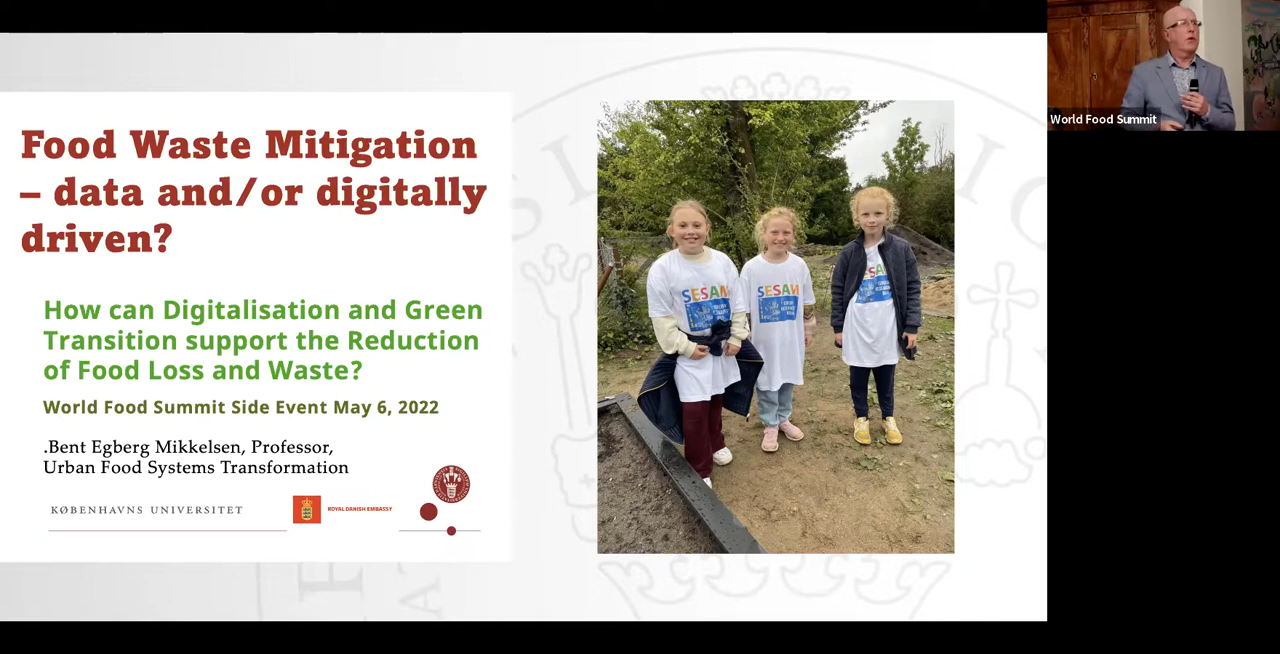 Food Waste Mitigation
– data and/or digitally
driven?
How can Digitalisation and Green
Transition support the Reduction
of Food Loss and Waste?
World Food Summit Side Event May 6, 2022
.Bent Egberg Mikkelsen, Professor,
Urban Food Systems Transformation
KØBENHAVNS UNIVERSITET
ROYAL DANISH EMBASSY
SESAM
SESAM
SESA
World Food Summit